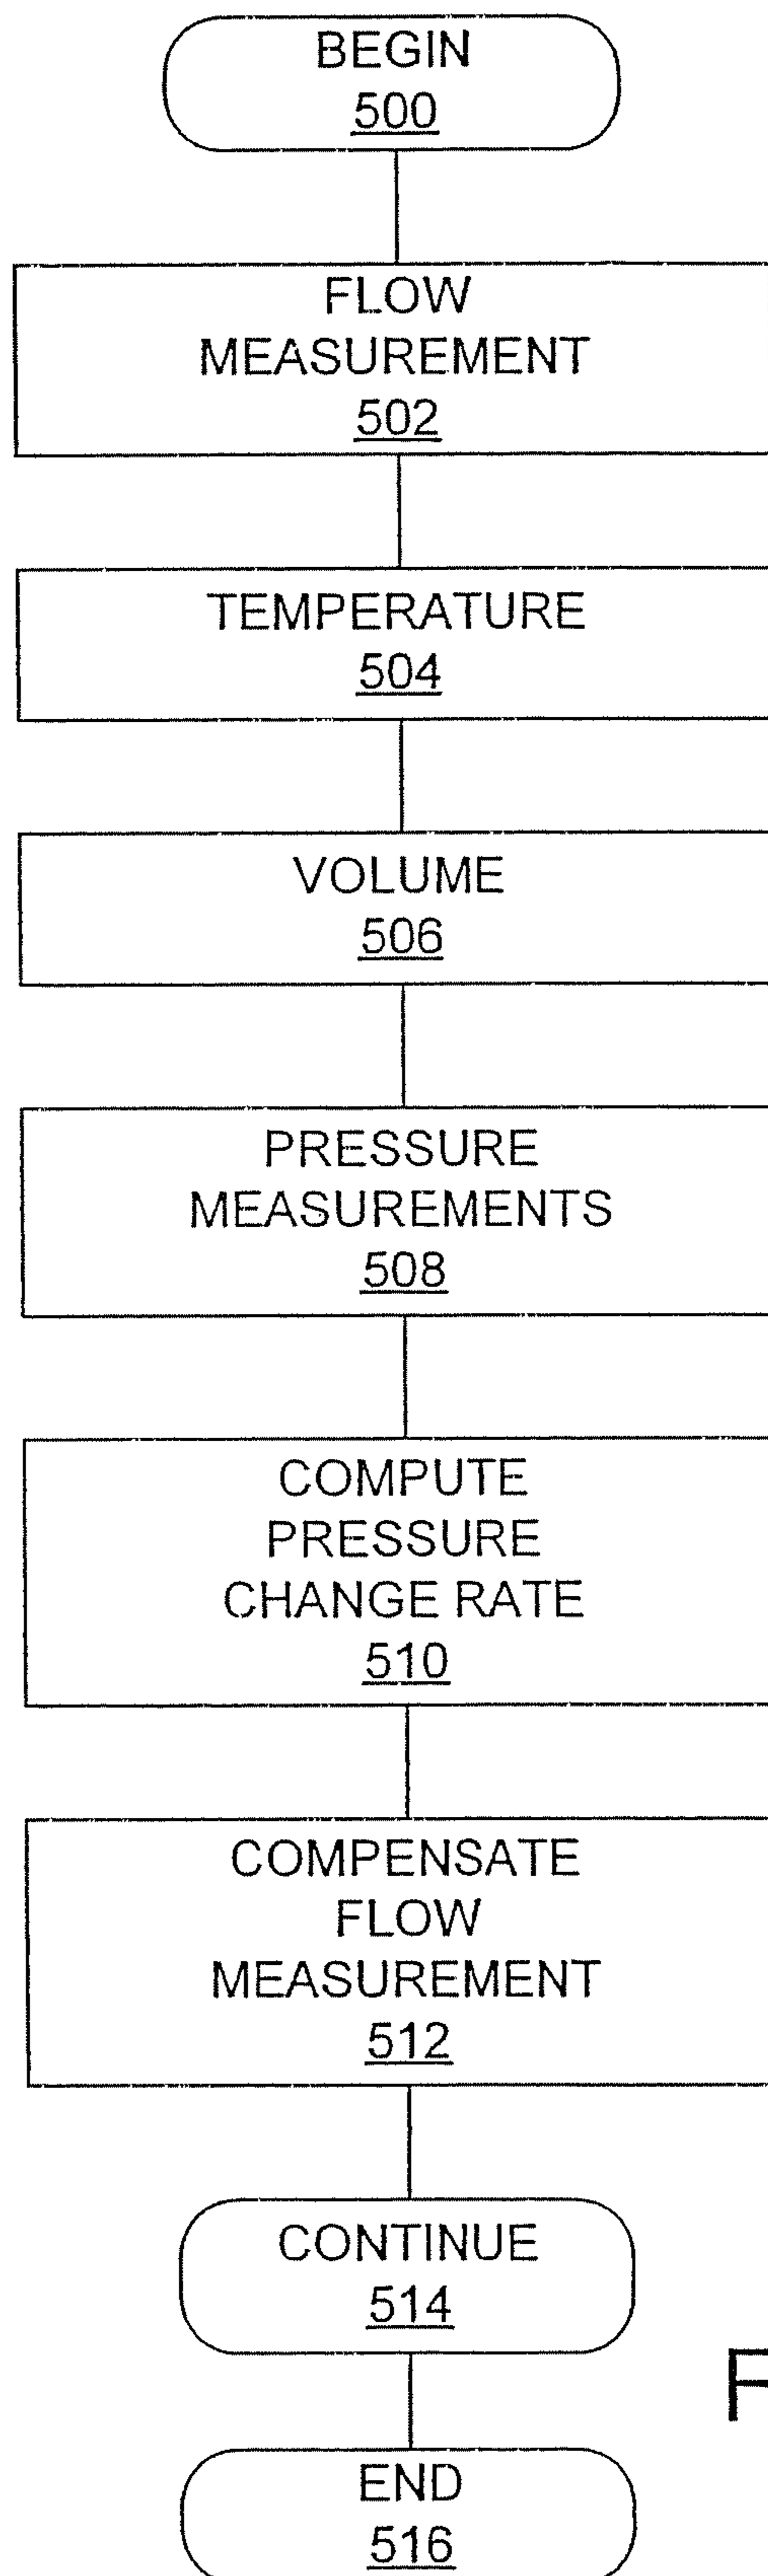 BEGIN
500
FLOW
MEASUREMENT
502
TEMPERATURE
504
VOLUME
506
PRESSURE
MEASUREMENTS
508
COMPUTE
PRESSURE
CHANGE RATE
510
COMPENSATE
FLOW
MEASUREMENT
512
CONTINUE
514
END
516